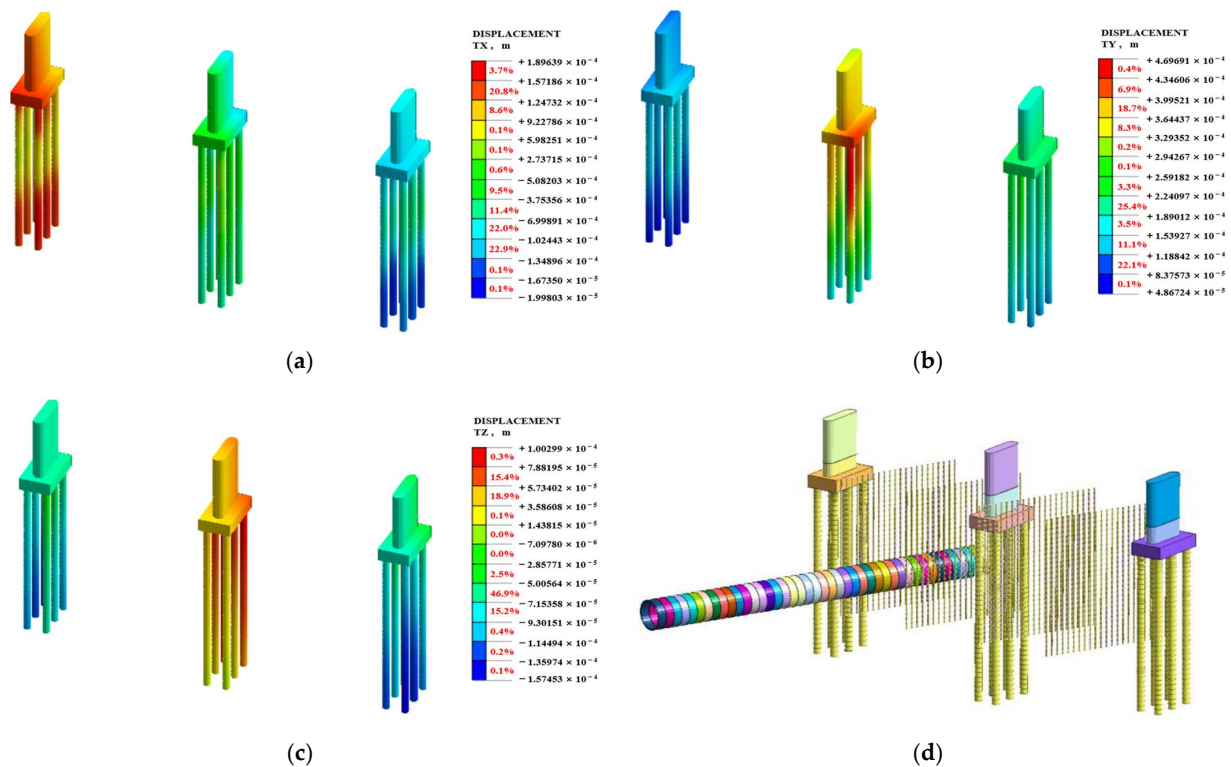 DISPLACEMENT
TX , m
+ 1.89639 × 10⁻⁴
3.7%
+ 1.57186 × 10⁻⁴
20.8%
+ 1.24732 × 10⁻⁴
8.6%
+ 9.22786 × 10⁻⁴
0.1%
+ 5.98251 × 10⁻⁴
0.1%
+ 2.73715 × 10⁻⁴
0.6%
− 5.08203 × 10⁻⁴
9.5%
− 3.75356 × 10⁻⁴
11.4%
− 6.99891 × 10⁻⁴
22.0%
− 1.02443 × 10⁻⁴
22.9%
− 1.34896 × 10⁻⁴
0.1%
− 1.67350 × 10⁻⁵
0.1%
− 1.99803 × 10⁻⁵
(a)
DISPLACEMENT
TY , m
+ 4.69691 × 10⁻⁴
0.4%
+ 4.34606 × 10⁻⁴
6.9%
+ 3.99521 × 10⁻⁴
18.7%
+ 3.64437 × 10⁻⁴
8.3%
+ 3.29352 × 10⁻⁴
0.2%
+ 2.94267 × 10⁻⁴
0.1%
+ 2.59182 × 10⁻⁴
3.3%
+ 2.24097 × 10⁻⁴
25.4%
+ 1.89012 × 10⁻⁴
3.5%
+ 1.53927 × 10⁻⁴
11.1%
+ 1.18842 × 10⁻⁴
22.1%
+ 8.37573 × 10⁻⁵
0.1%
+ 4.86724 × 10⁻⁵
(b)
DISPLACEMENT
TZ , m
+ 1.00299 × 10⁻⁴
0.3%
+ 7.88195 × 10⁻⁵
15.4%
+ 5.73402 × 10⁻⁵
18.9%
+ 3.58608 × 10⁻⁵
0.1%
+ 1.43815 × 10⁻⁵
0.0%
− 7.09780 × 10⁻⁶
0.0%
− 2.85771 × 10⁻⁵
2.5%
− 5.00564 × 10⁻⁵
46.9%
− 7.15358 × 10⁻⁵
15.2%
− 9.30151 × 10⁻⁵
0.4%
− 1.14494 × 10⁻⁴
0.2%
− 1.35974 × 10⁻⁴
0.1%
− 1.57453 × 10⁻⁴
(c)
(d)